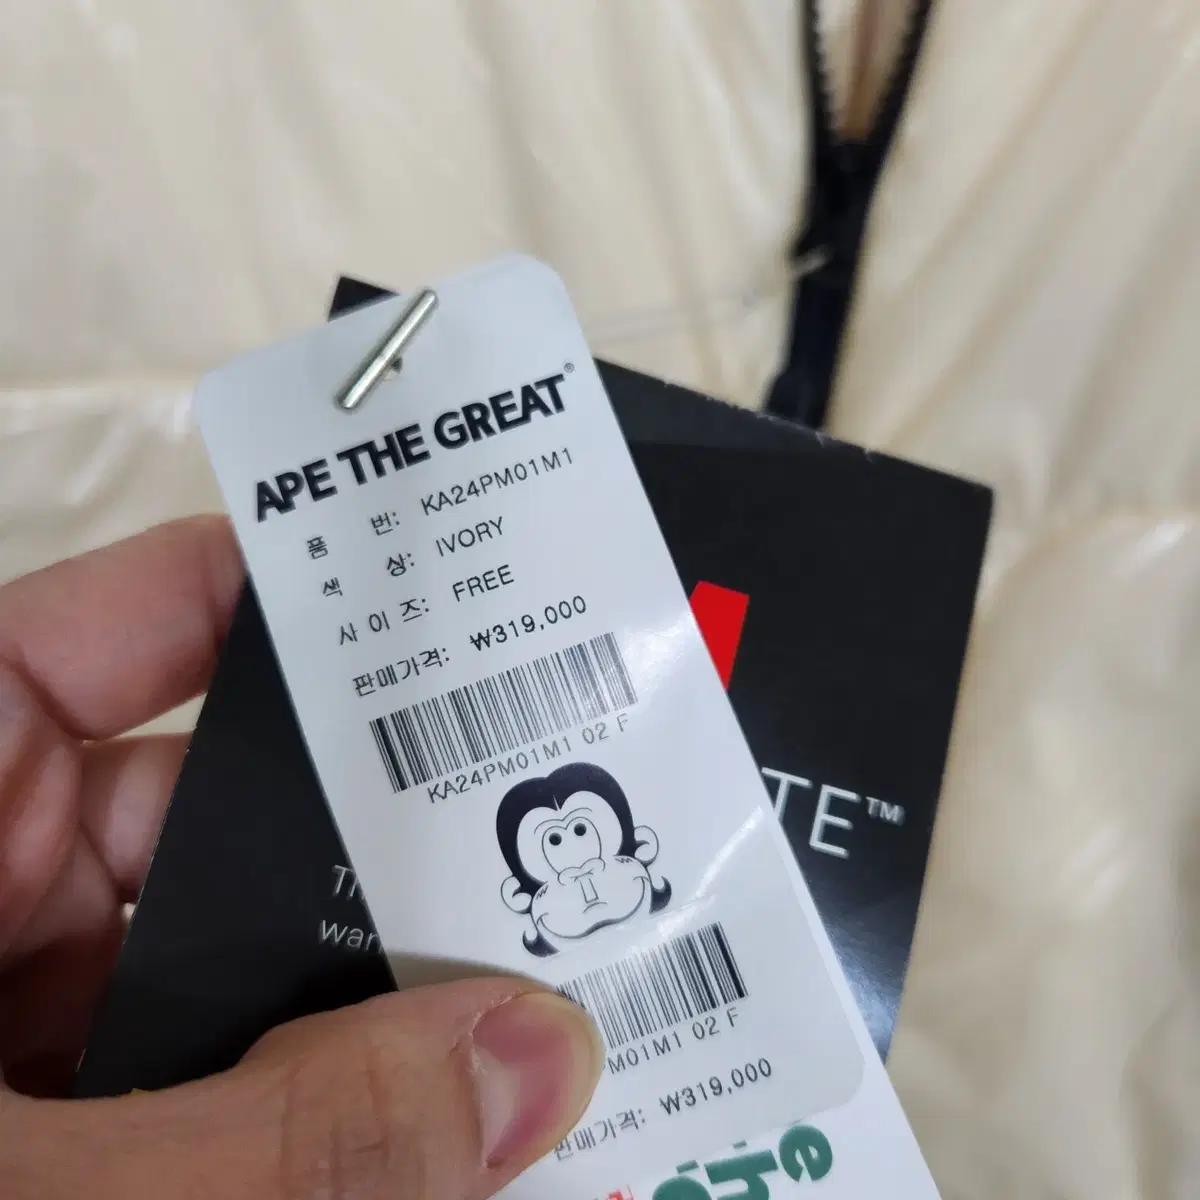 APE THE GREAT®
품 번: KA24PM01M1
색 상: IVORY
사 이 즈: FREE
판매가격: ₩319,000
KA24PM01M1 02 F
PM01M1 02 F
판매가격: ₩319,000
TE™